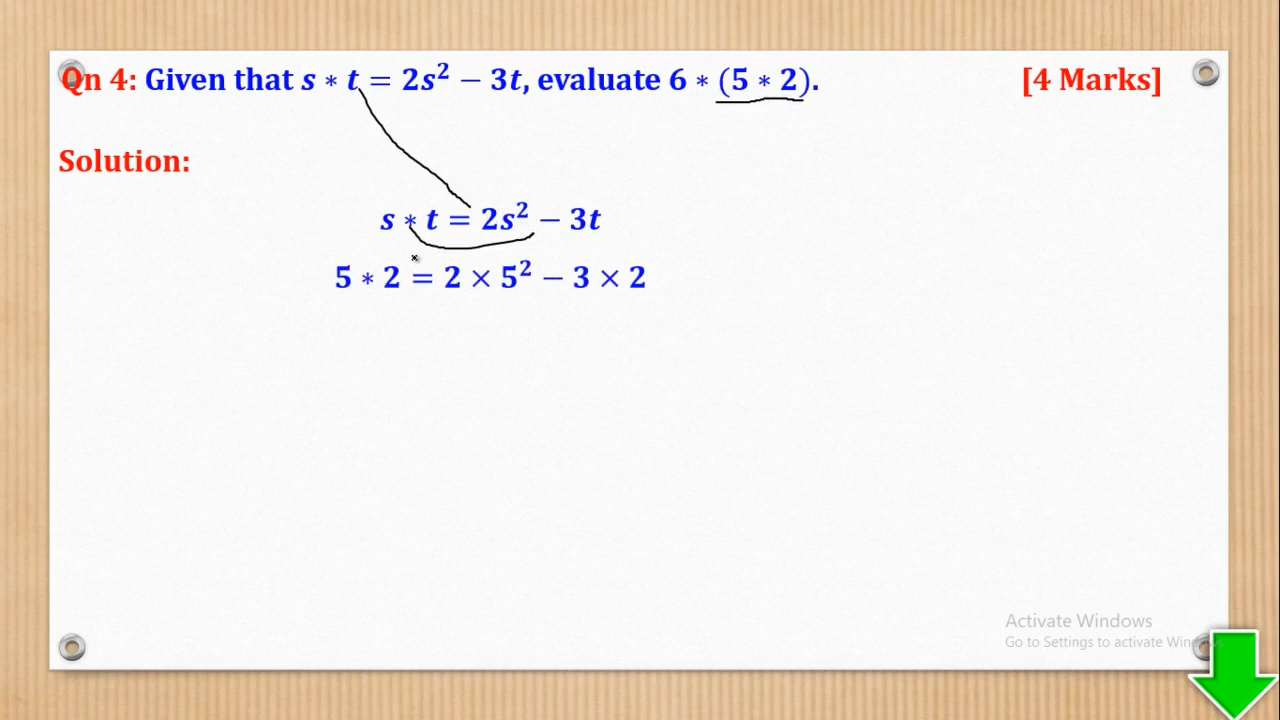 Qn 4: Given that s ∗ t = 2s² − 3t, evaluate 6 ∗ (5 ∗ 2). [4 Marks]
Solution:
s ∗ t = 2s² − 3t
5 ∗ 2 = 2 × 5² − 3 × 2
Activate Windows
Go to Settings to activate Windows